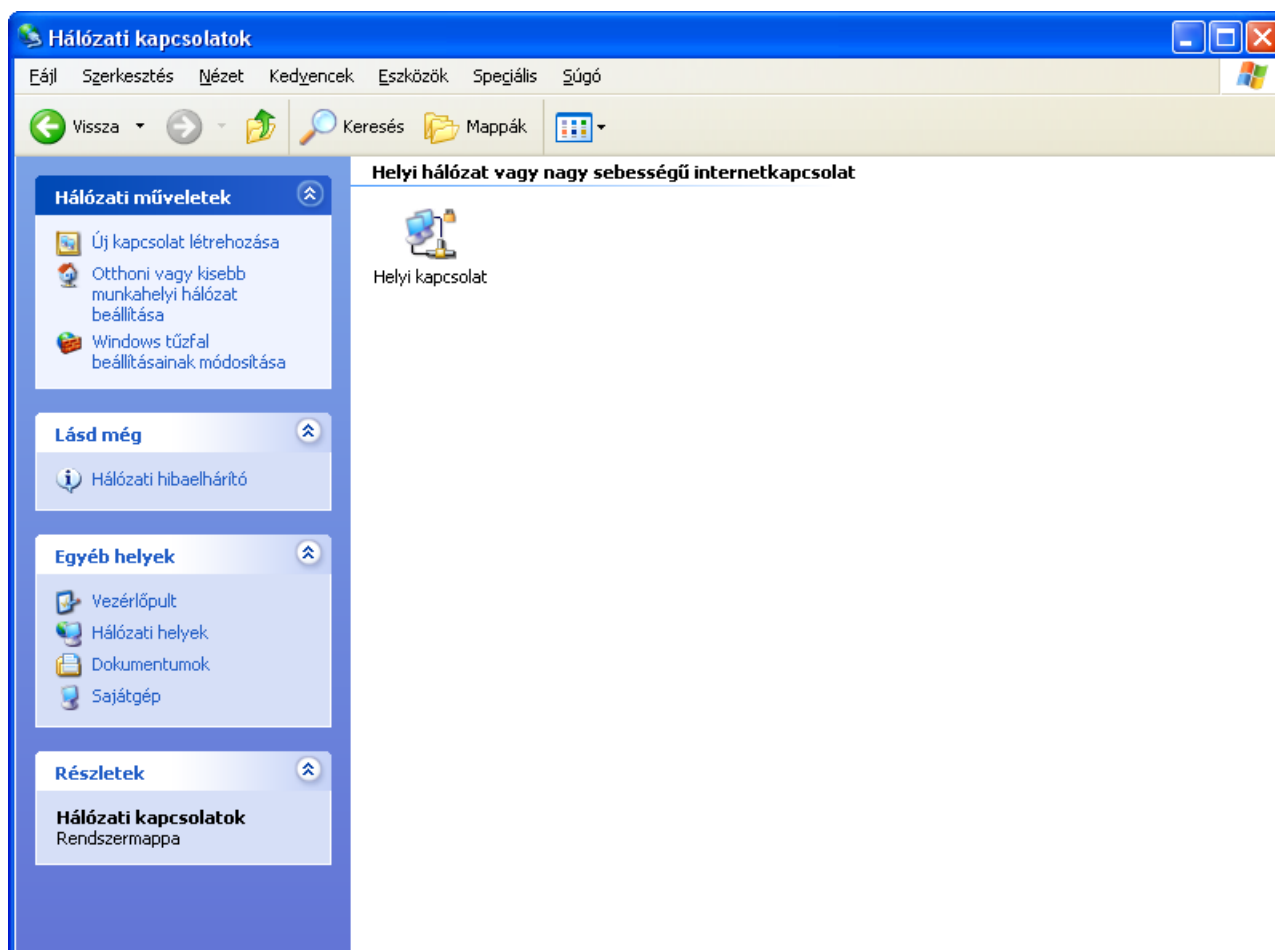 Hálózati kapcsolatok
Fájl Szerkesztés Nézet Kedvencek Eszközök Speciális Súgó
Vissza Keresés Mappák
Hálózati műveletek
Új kapcsolat létrehozása
Otthoni vagy kisebb
munkahelyi hálózat
beállítása
Windows tűzfal
beállításainak módosítása
Lásd még
Hálózati hibaelhárító
Egyéb helyek
Vezérlőpult
Hálózati helyek
Dokumentumok
Sajátgép
Részletek
Hálózati kapcsolatok
Rendszermappa
Helyi hálózat vagy nagy sebességű internetkapcsolat
Helyi kapcsolat